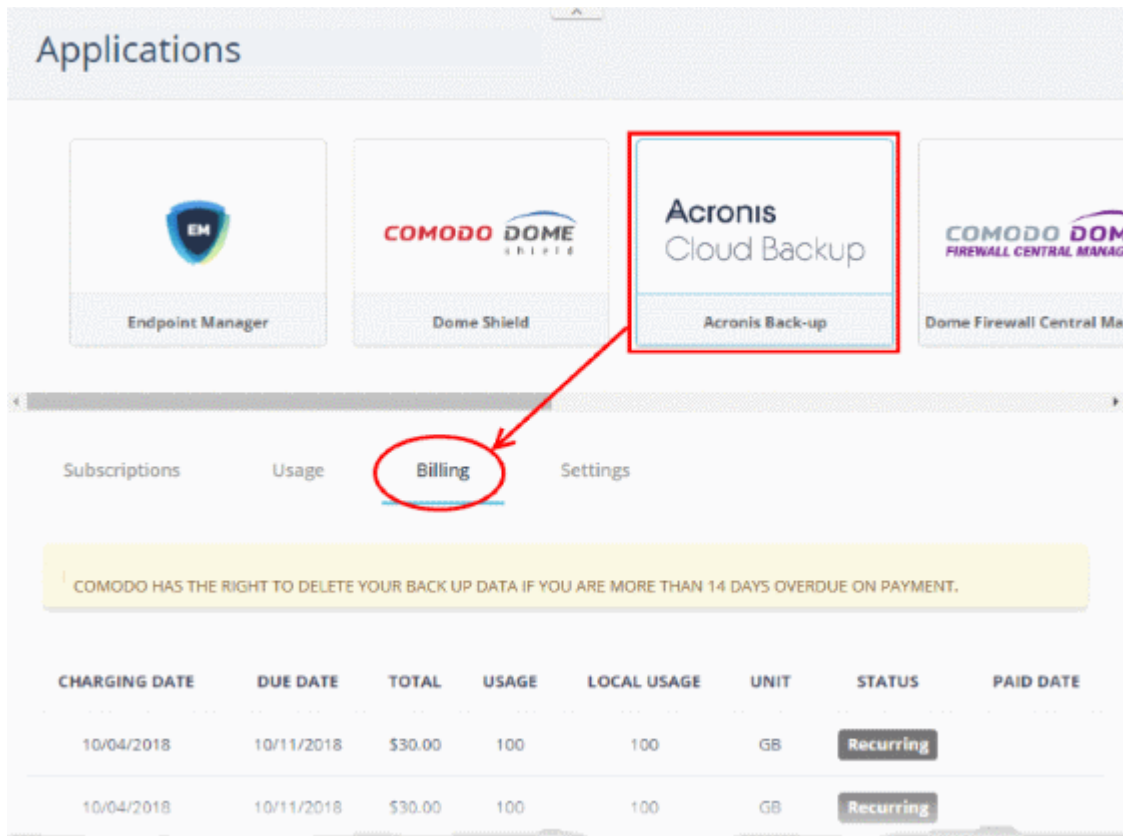 Applications
EM
COMODO DOME
shield
Acronis
Cloud Backup
COMODO DOM
FIREWALL CENTRAL MANAG
Endpoint Manager
Dome Shield
Acronis Back-up
Dome Firewall Central Ma
Subscriptions Usage Billing Settings
COMODO HAS THE RIGHT TO DELETE YOUR BACK UP DATA IF YOU ARE MORE THAN 14 DAYS OVERDUE ON PAYMENT.
CHARGING DATE DUE DATE TOTAL USAGE LOCAL USAGE UNIT STATUS PAID DATE
10/04/2018 10/11/2018 $30.00 100 100 GB Recurring
10/04/2018 10/11/2018 $30.00 100 100 GB Recurring